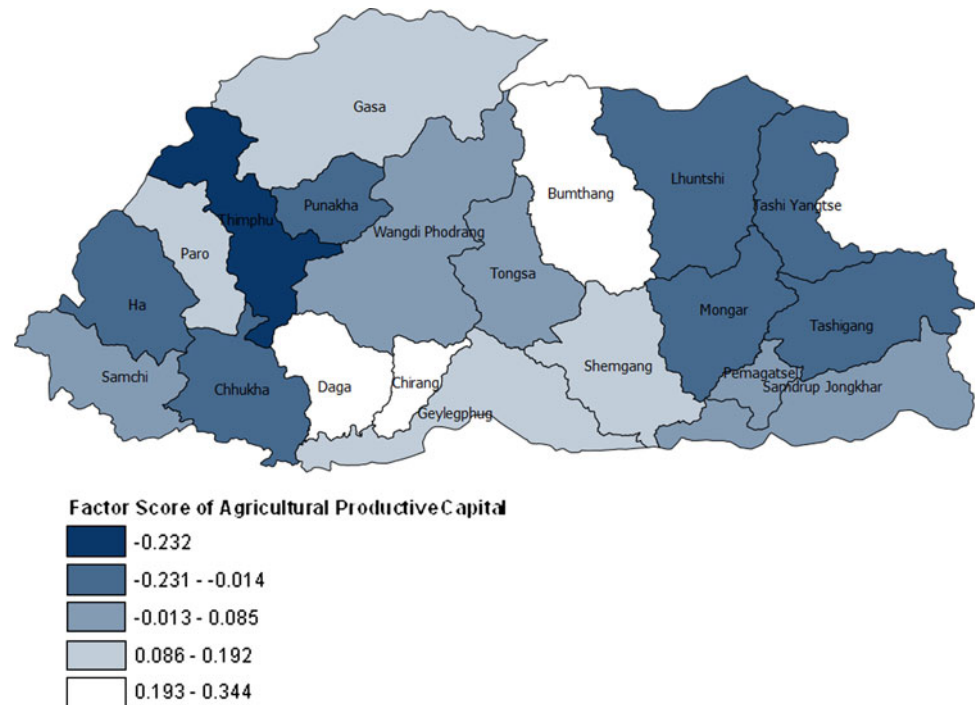 Gasa
Bumthang
Lhuntshi
Punakha
Tashi Yangtse
Thimphu
Wangdi Phodrang
Paro
Tongsa
Ha
Mongar
Tashigang
Shemgang
Pemagatsel
Samchi
Chhukha
Daga
Chirang
Samdrup Jongkhar
Geylegphug
Factor Score of Agricultural Productive Capital
-0.232
-0.231 - -0.014
-0.013 - 0.085
0.086 - 0.192
0.193 - 0.344